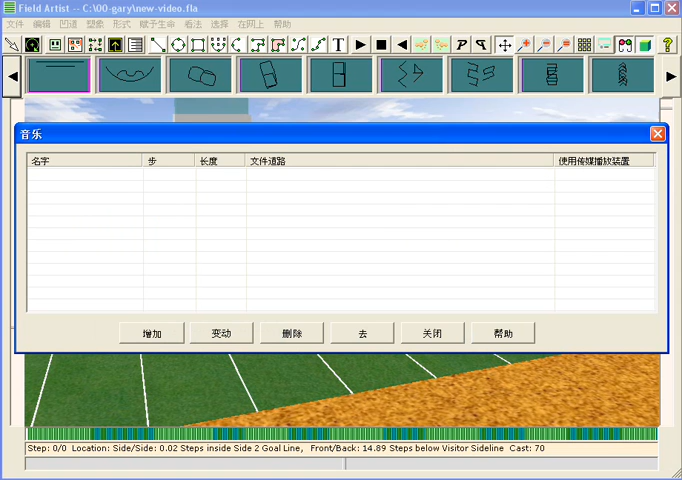 Field Artist -- C:\00-gary\new-video.fla
文件 编辑 凹道 塑象 形式 赋予生命 看法 选择 在网上 帮助
T P ?
音乐
名字 步 长度 文件道路 使用传媒播放装置
增加 变动 删除 去 关闭 帮助
Step: 0/0 Location: Side/Side: 0.02 Steps inside Side 2 Goal Line, Front/Back: 14.89 Steps below Visitor Sideline Cast: 70